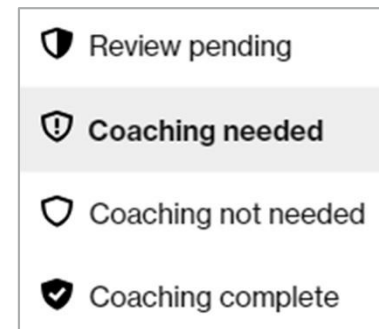 Review pending
Coaching needed
Coaching not needed
Coaching complete